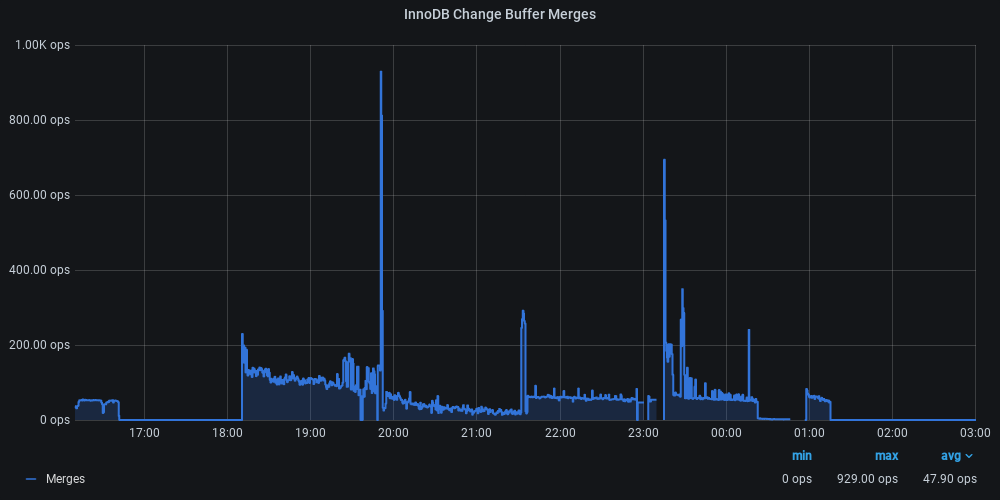 InnoDB Change Buffer Merges
1.00K ops
800.00 ops
600.00 ops
400.00 ops
200.00 ops
0 ops
17:00 18:00 19:00 20:00 21:00 22:00 23:00 00:00 01:00 02:00 03:00
min max avg
Merges 0 ops 929.00 ops 47.90 ops